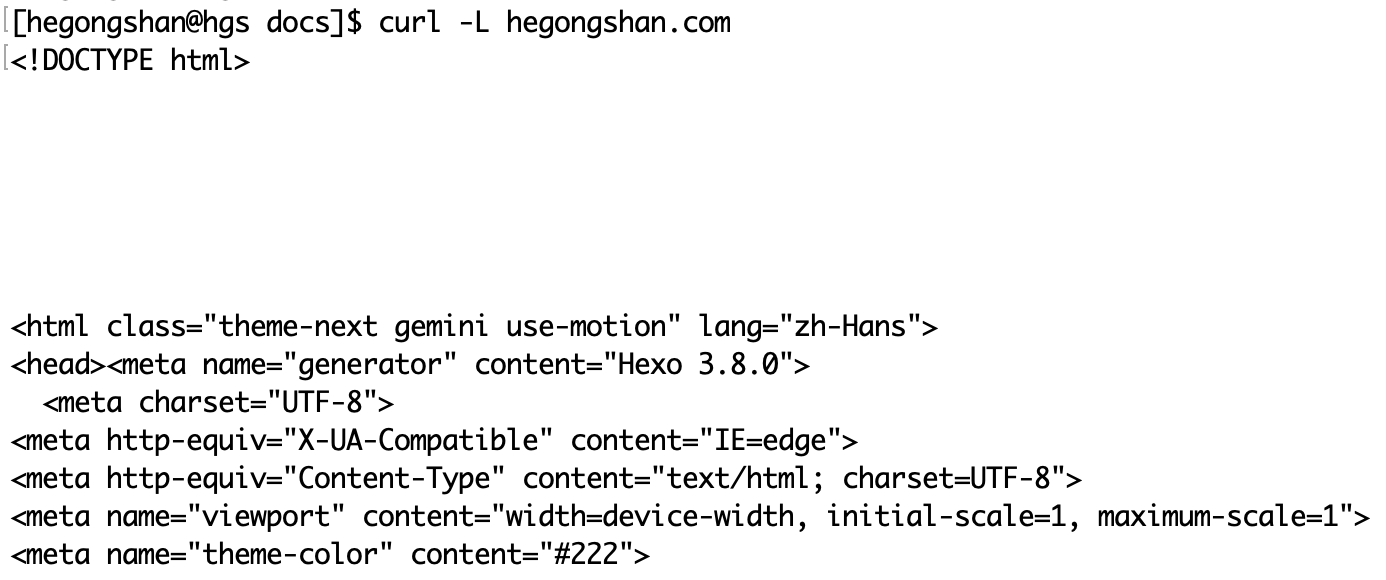 [hegongshan@hgs docs]$ curl -L hegongshan.com
<!DOCTYPE html>
<html class="theme-next gemini use-motion" lang="zh-Hans">
<head><meta name="generator" content="Hexo 3.8.0">
  <meta charset="UTF-8">
<meta http-equiv="X-UA-Compatible" content="IE=edge">
<meta http-equiv="Content-Type" content="text/html; charset=UTF-8">
<meta name="viewport" content="width=device-width, initial-scale=1, maximum-scale=1">
<meta name="theme-color" content="#222">